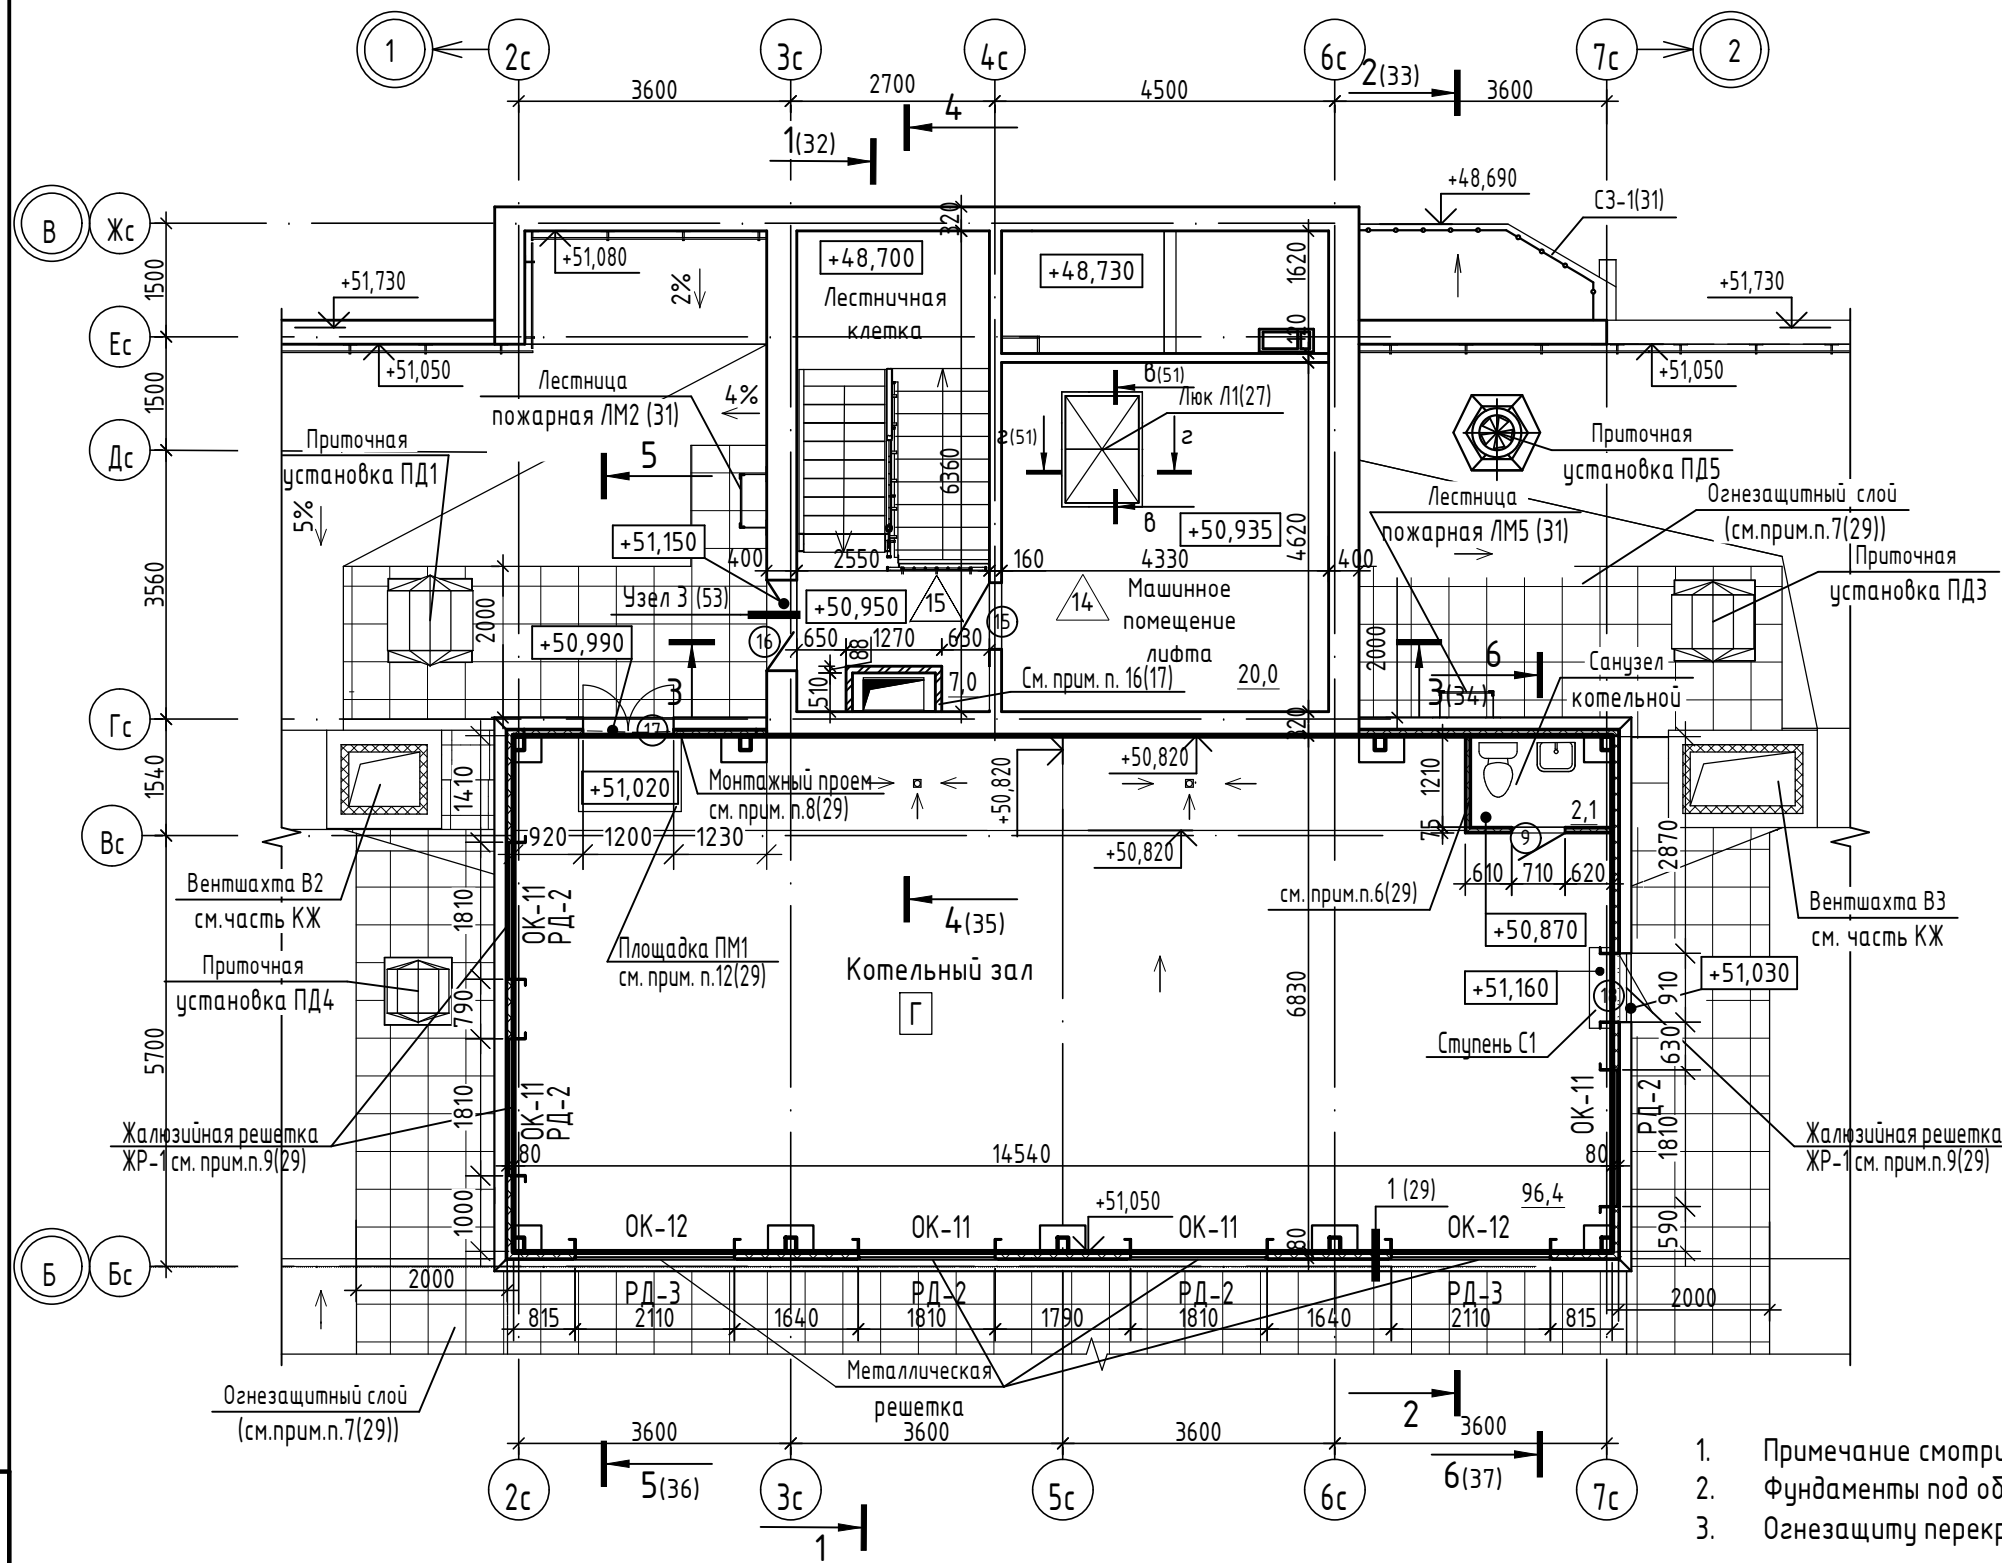 1
2с
3с
4с
6с
7с
2
3600
2700
4500
3600
2(33)
4
1(32)
В
Жс
Ес
Дс
Гс
Вс
Б
Бс
1500
1500
3560
1540
5700
+48,690
СЗ-1(31)
320
+51,080
2%
+48,700
+48,730
1620
+51,730
+51,730
Лестничная
клетка
120
+51,050
+51,050
Лестница
пожарная ЛМ2 (31)
4%
в(51)
Люк Л1(27)
Приточная
установка ПД1
5
г(51)
г
6360
Приточная
установка ПД5
5%
Лестница
пожарная ЛМ5 (31)
Огнезащитный слой
(см.прим.п.7(29))
в
+50,935
4620
+51,150
400
2550
160
4330
400
Приточная
установка ПД3
Узел 3 (53)
+50,950
15
14
Машинное
помещение
лифта
2000
+50,990
16
650
1270
630
15
2000
6
Санузел
котельной
88
510
7,0
См. прим. п. 16(17)
20,0
3
3(34)
17
320
+51,020
Монтажный проем
см. прим. п.8(29)
+50,820
+50,820
1210
1410
2,1
75
9
920
1200
1230
+50,820
2870
610
710
620
Вентшахта В2
см.часть КЖ
1810
ОК-11
РД-2
4(35)
см. прим.п.6(29)
Вентшахта В3
см. часть КЖ
+50,870
Площадка ПМ1
см. прим. п.12(29)
Котельный зал
Г
Приточная
установка ПД4
790
6830
+51,160
18
910
+51,030
Ступень С1
630
1810
ОК-11
РД-2
ОК-11
РД-2
1810
Жалюзийная решетка
ЖР-1 см. прим.п.9(29)
Жалюзийная решетка
ЖР-1 см. прим.п.9(29)
80
14540
80
1000
1 (29)
96,4
+51,050
ОК-12
ОК-11
ОК-11
ОК-12
80
590
2000
РД-3
РД-2
РД-2
РД-3
2000
815
2110
1640
1810
1790
1810
1640
2110
815
Металлическая
решетка
Огнезащитный слой
(см.прим.п.7(29))
2
3600
3600
3600
3600
5(36)
6(37)
2с
3с
5с
6с
7с
1
1. Примечание смотри
2. Фундаменты под об
3. Огнезащиту перекр